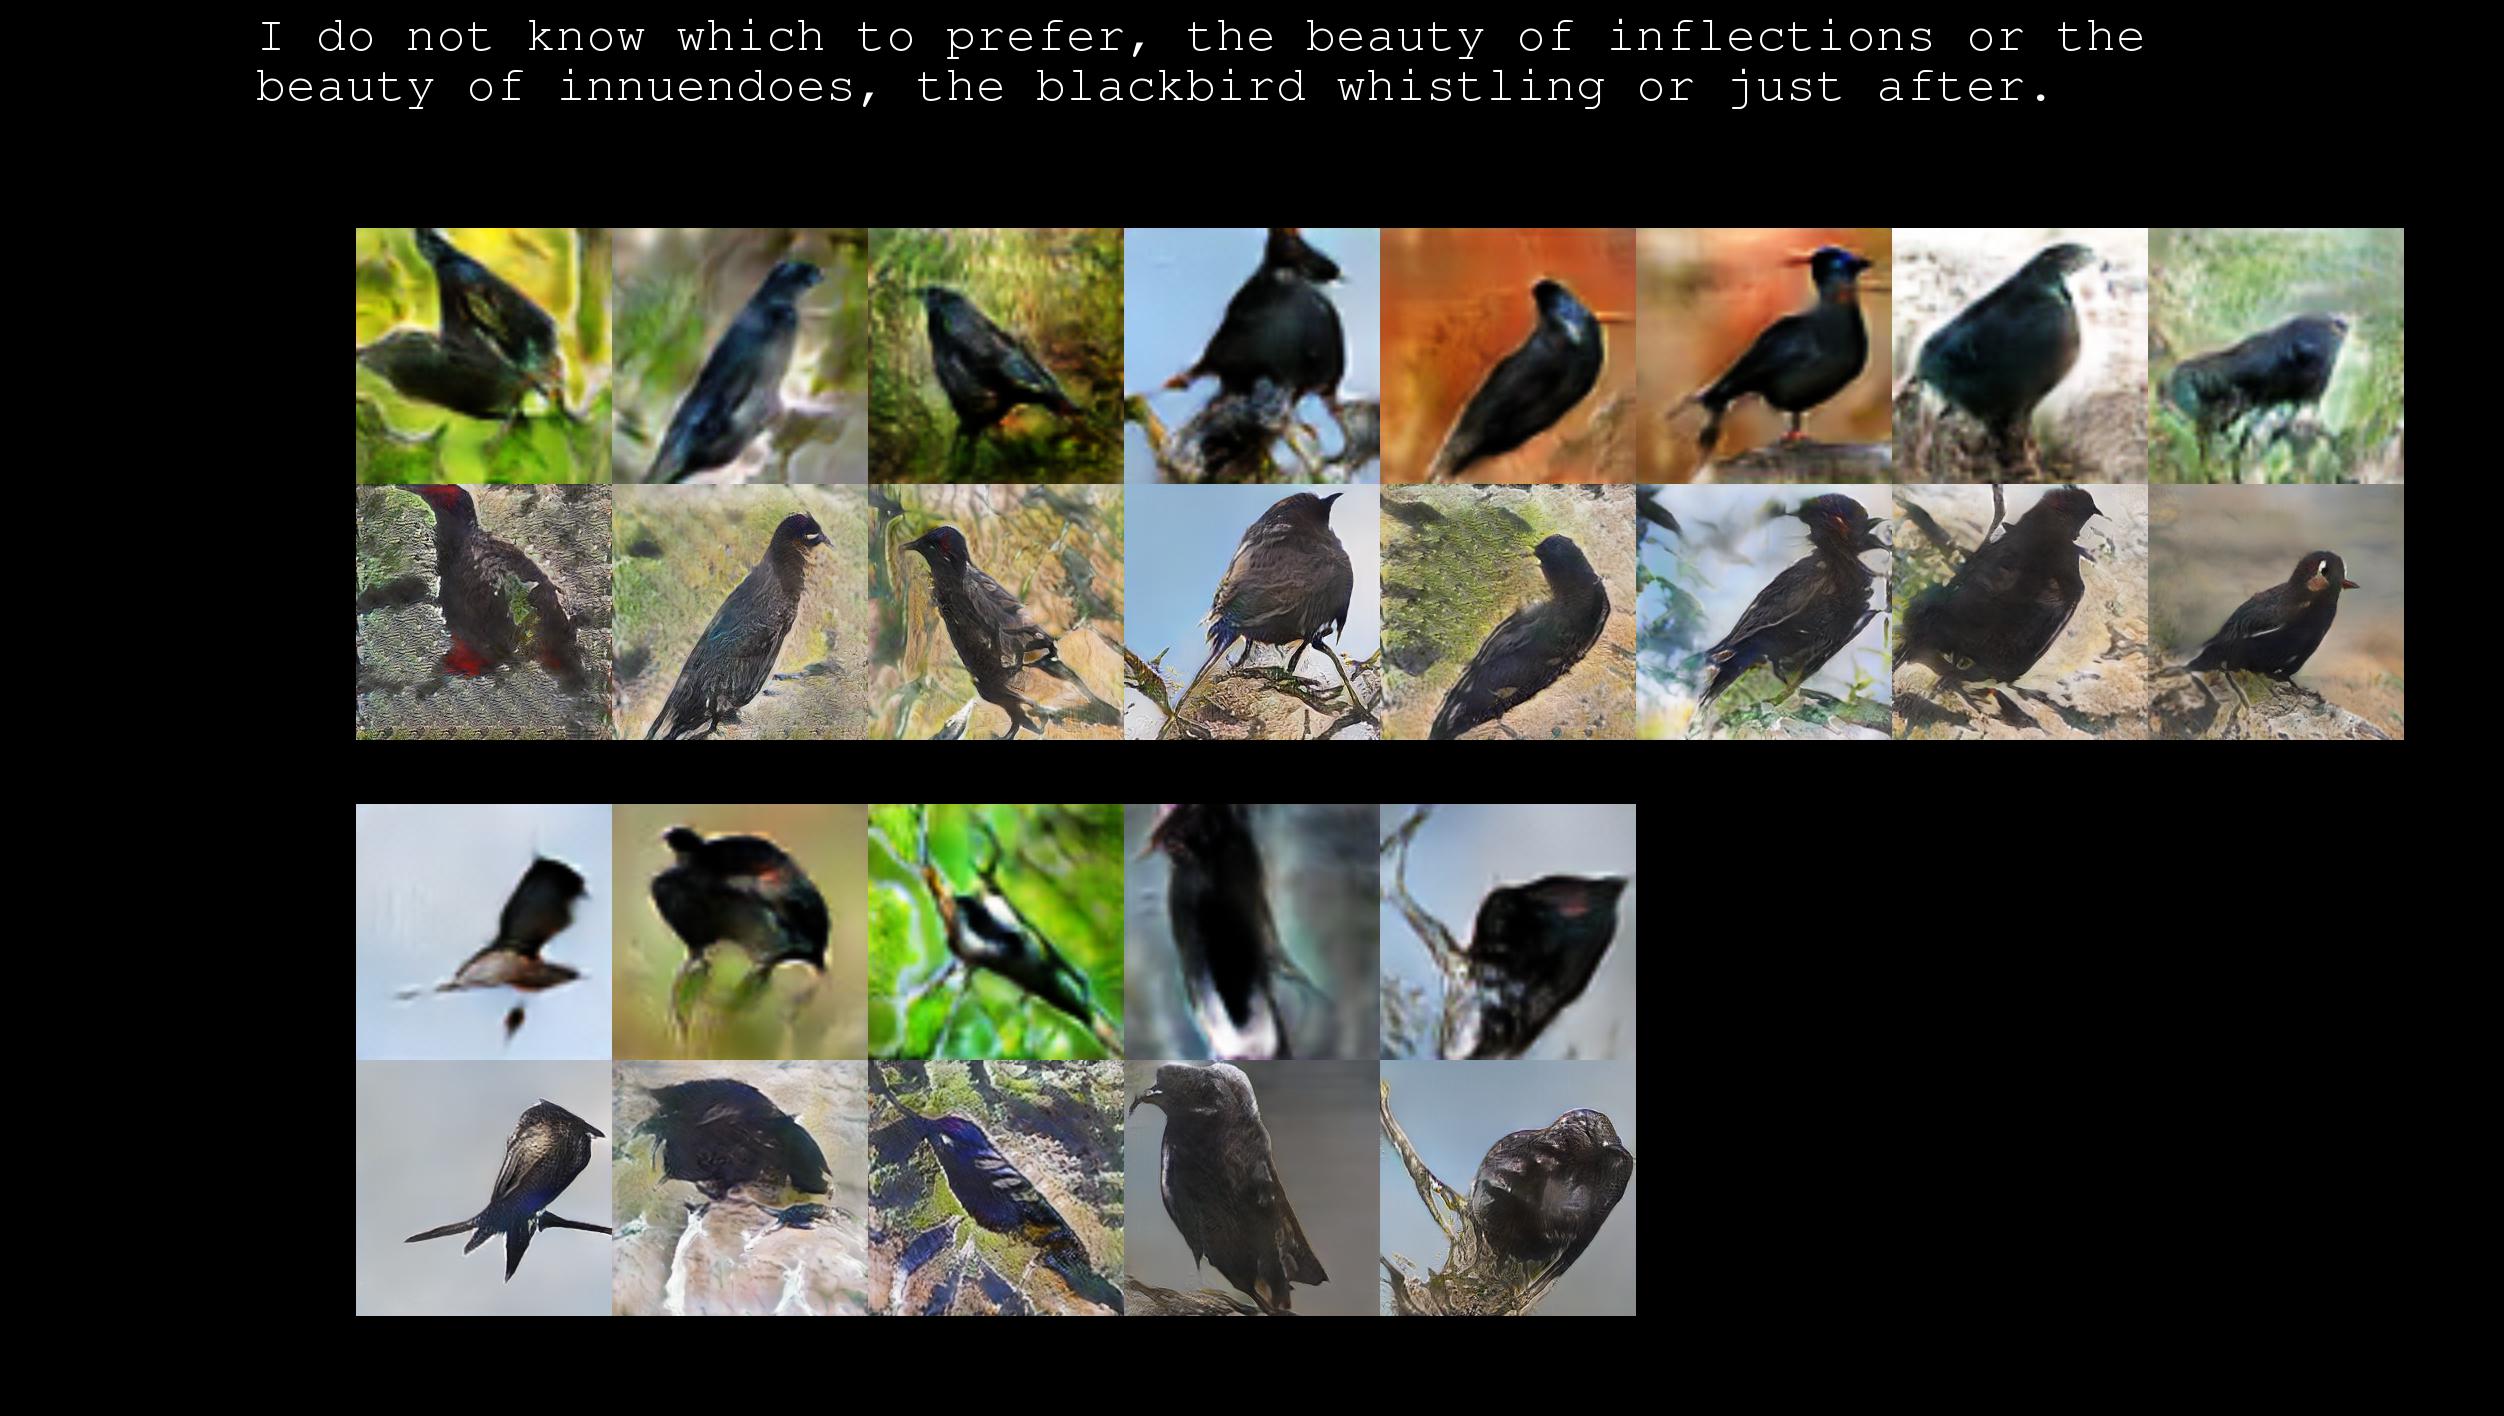 I do not know which to prefer, the beauty of inflections or the
beauty of innuendoes, the blackbird whistling or just after.